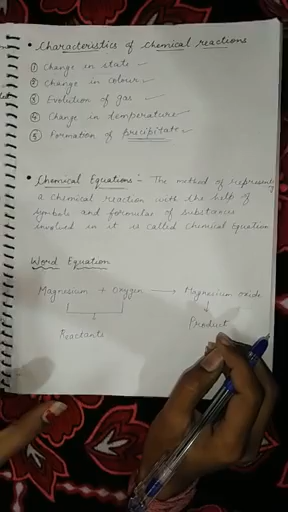 • Characteristics of chemical reactions
① Change in state
② Change in colour
③ Evolution of gas
④ Change in temperature
⑤ Formation of precipitate
• Chemical Equations :- The method of represent
a chemical reaction with the help of
symbols and formulas of substances
involved in it is called Chemical Equation
Word Equation
Magnesium + Oxygen → Magnesium oxide
Reactants
Product